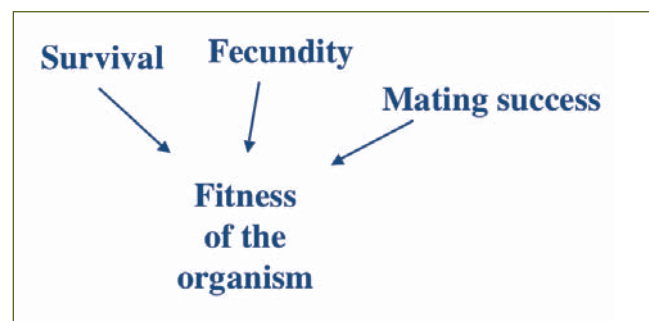 Survival
Fecundity
Mating success
Fitness
of the
organism